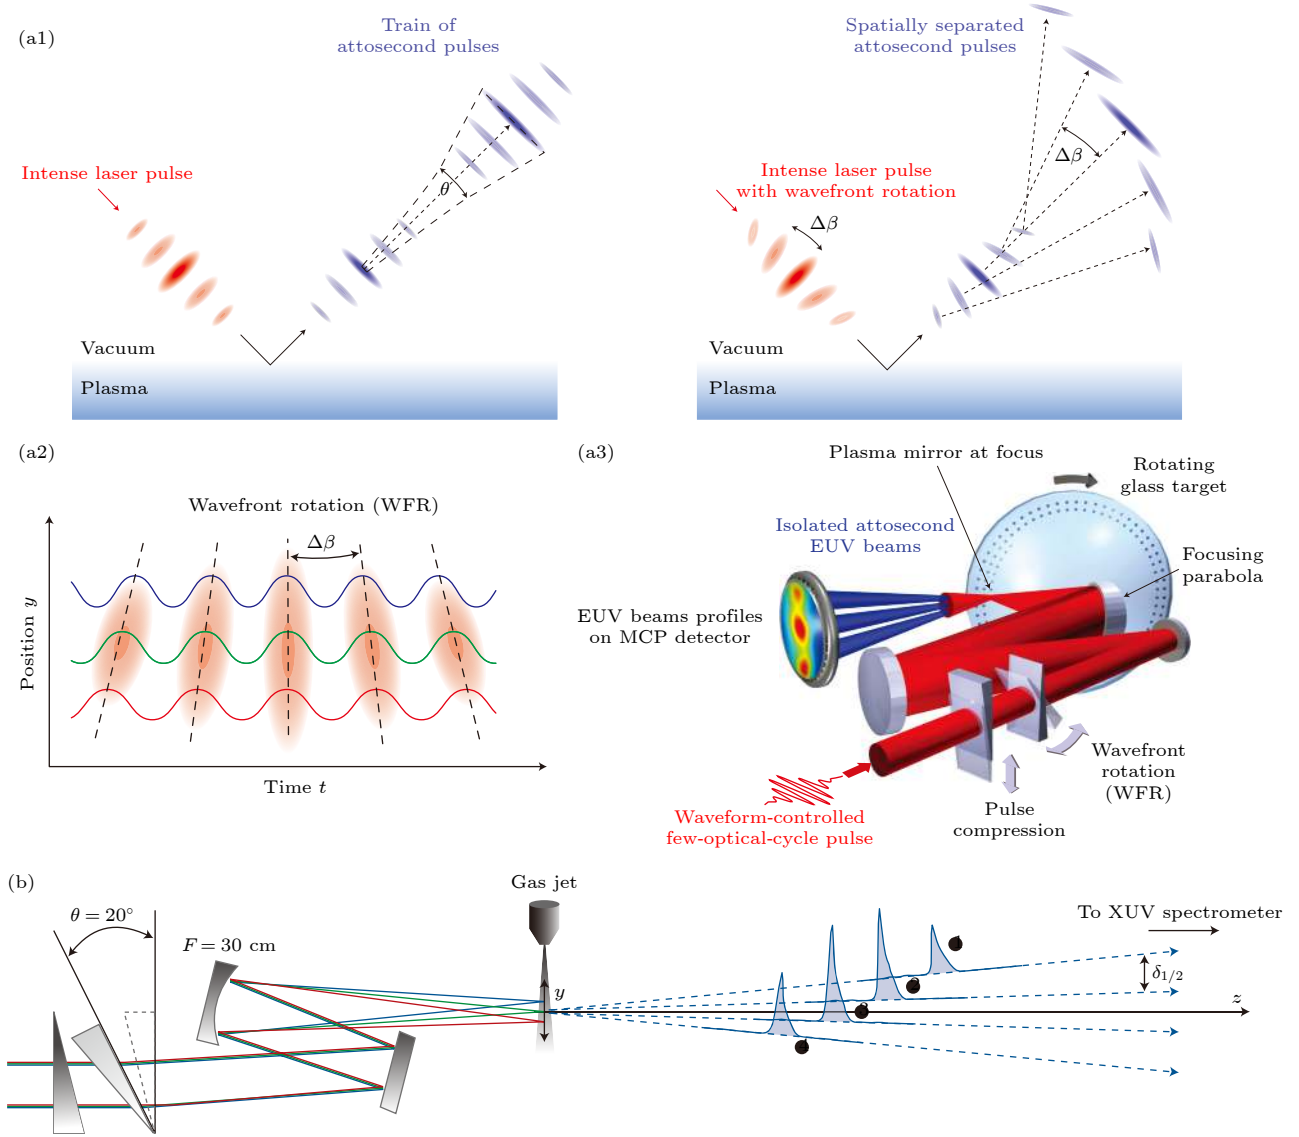 (a1)
Train of
attosecond pulses
Intense laser pulse
θ
Vacuum
Plasma
Spatially separated
attosecond pulses
Intense laser pulse
with wavefront rotation
Δβ
Δβ
Vacuum
Plasma
(a2)
Wavefront rotation (WFR)
Δβ
Position y
Time t
(a3)
Plasma mirror at focus
Rotating
glass target
Isolated attosecond
EUV beams
Focusing
parabola
EUV beams profiles
on MCP detector
Wavefront
rotation
(WFR)
Pulse
compression
Waveform-controlled
few-optical-cycle pulse
(b)
θ = 20°
F = 30 cm
Gas jet
y
To XUV spectrometer
δ1/2
z